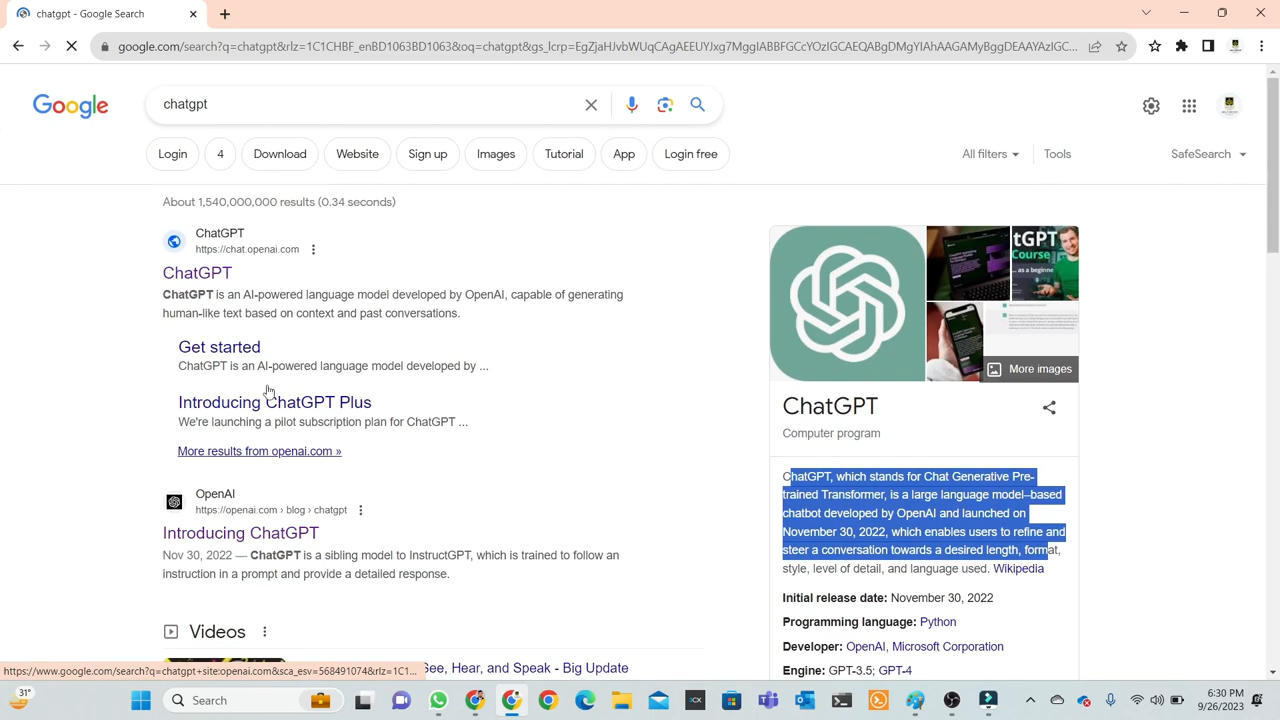 chatgpt - Google Search
google.com/search?q=chatgpt&rlz=1C1CHBF_enBD1063BD1063&oq=chatgpt&gs_lcrp=EgZjaHJvbWUqCAgAEEUYJxg7MggIABBFGCcYOzIGCAEQABgDMgYIAhAAGAMyBggDEAAYAzIGC...
Google
chatgpt
Login
4
Download
Website
Sign up
Images
Tutorial
App
Login free
All filters
Tools
SafeSearch
About 1,540,000,000 results (0.34 seconds)
ChatGPT
https://chat.openai.com
ChatGPT
ChatGPT is an AI-powered language model developed by OpenAI, capable of generating
human-like text based on context and past conversations.
Get started
ChatGPT is an AI-powered language model developed by ...
Introducing ChatGPT Plus
We're launching a pilot subscription plan for ChatGPT ...
More results from openai.com »
OpenAI
https://openai.com › blog › chatgpt
Introducing ChatGPT
Nov 30, 2022 — ChatGPT is a sibling model to InstructGPT, which is trained to follow an
instruction in a prompt and provide a detailed response.
Videos
See, Hear, and Speak - Big Update
https://www.google.com/search?q=chatgpt+site:openai.com&sca_esv=568491074&rlz=1C1...
tGPT
Course
... as a beginne
More images
ChatGPT
Computer program
ChatGPT, which stands for Chat Generative Pre-
trained Transformer, is a large language model–based
chatbot developed by OpenAI and launched on
November 30, 2022, which enables users to refine and
steer a conversation towards a desired length, format,
style, level of detail, and language used. Wikipedia
Initial release date: November 30, 2022
Programming language: Python
Developer: OpenAI, Microsoft Corporation
Engine: GPT-3.5; GPT-4
31°
Search
6:30 PM
9/26/2023